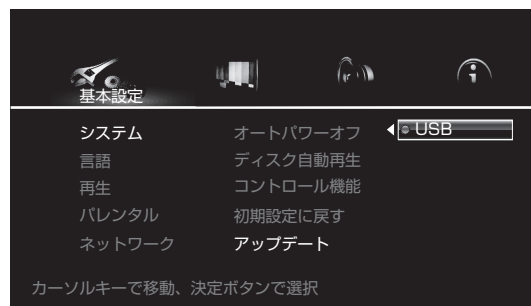 基本設定
システム オートパワーオフ USB
言語 ディスク自動再生
再生 コントロール機能
パレンタル 初期設定に戻す
ネットワーク アップデート
カーソルキーで移動、決定ボタンで選択